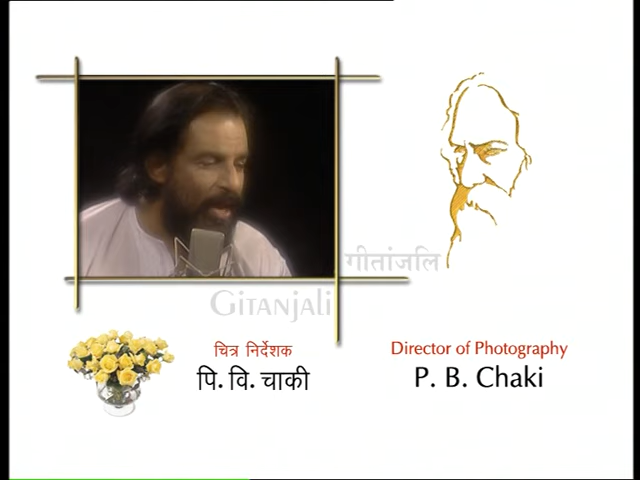 गीतांजलि
Gitanjali
चित्र निर्देशक
पि. वि. चाकी
Director of Photography
P. B. Chaki